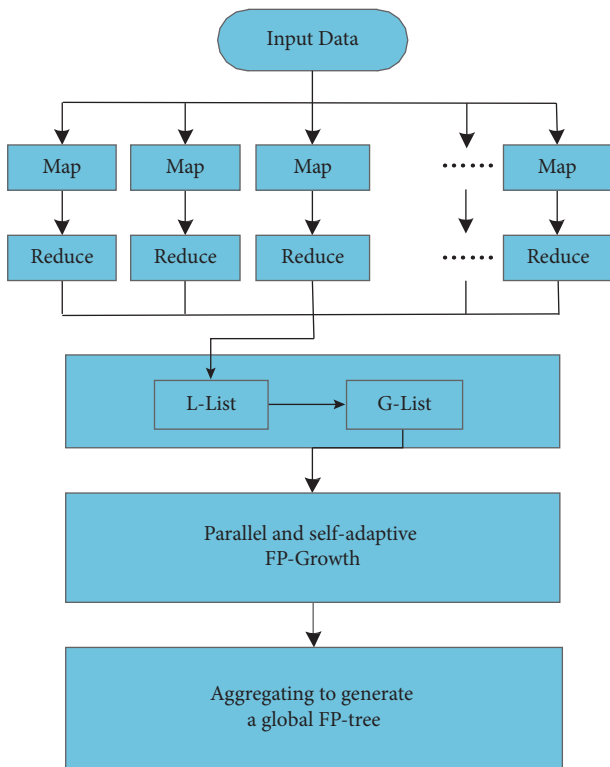 Input Data
Map Map Map ...... Map
Reduce Reduce Reduce ...... Reduce
L-List G-List
Parallel and self-adaptive
FP-Growth
Aggregating to generate
a global FP-tree